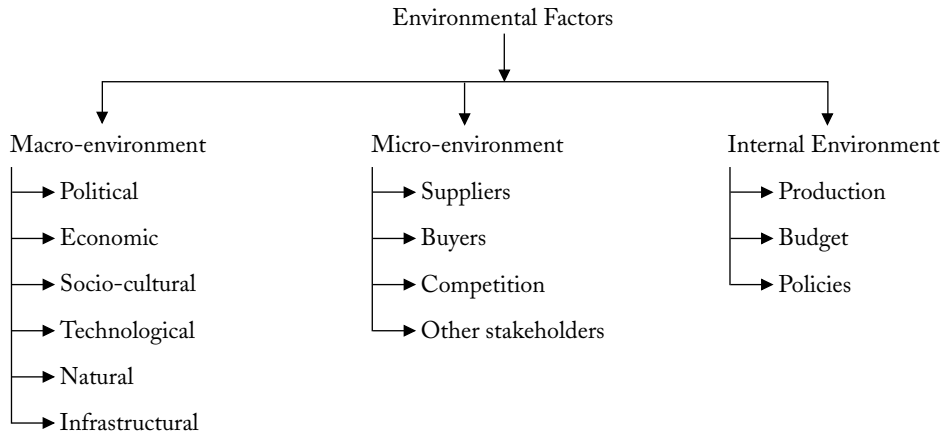 Environmental Factors
Macro-environment
Political
Economic
Socio-cultural
Technological
Natural
Infrastructural
Micro-environment
Suppliers
Buyers
Competition
Other stakeholders
Internal Environment
Production
Budget
Policies